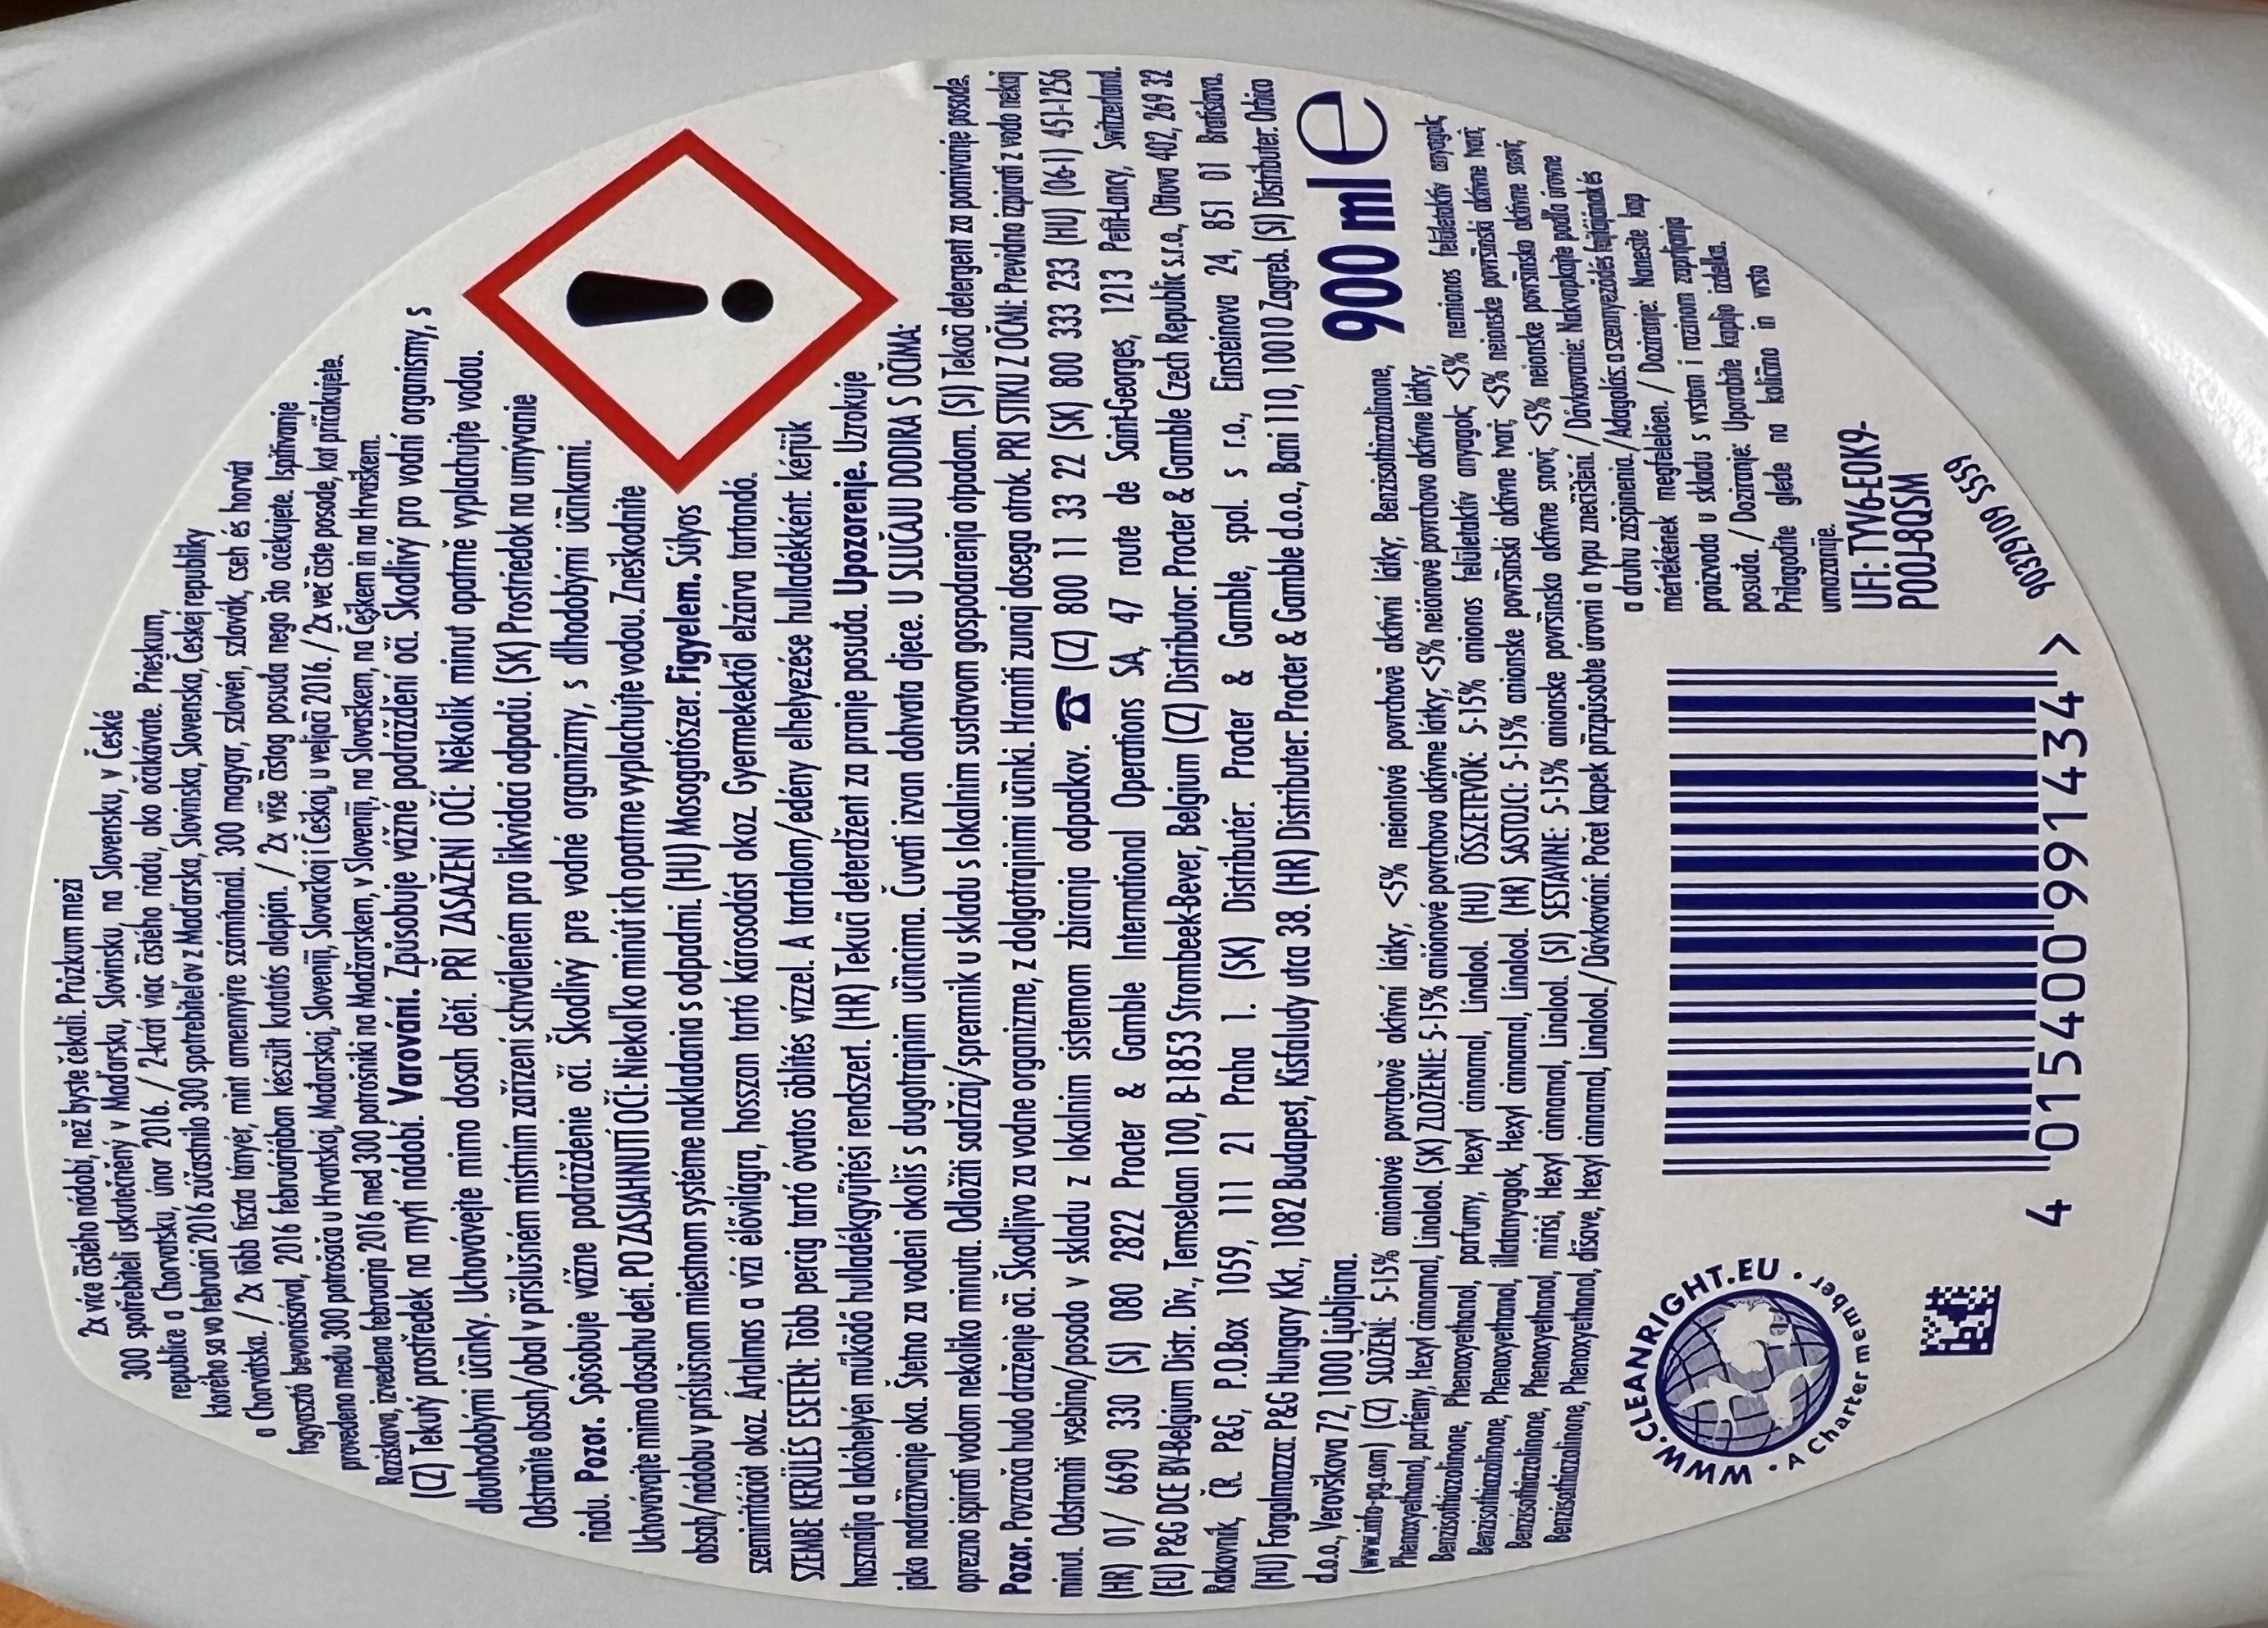 2x více čistého nádobí, než byste čekali. Průzkum mezi
300 spotřebiteli uskutečněný v Maďarsku, Slovinsku, na Slovensku, v České
republice a Chorvatsku, únor 2016. / 2-krát viac čistého riadu, ako očakávate. Prieskum,
ktorého sa vo februári 2016 zúčastnilo 300 spotrebiteľov z Maďarska, Slovinska, Slovenska, Českej republiky
a Chorvátska. / 2x több tiszta tányér, mint amennyire számítanál. 300 magyar, szlovén, szlovák, cseh és horvát
fogyasztó bevonásával, 2016 februárjában készült kutatás alapján. / 2x više čistog posuđa nego što očekujete. Ispitivanje
provedeno među 300 potrošača u Hrvatskoj, Mađarskoj, Sloveniji, Slovačkoj i Češkoj, u veljači 2016. / 2x več čiste posode, kot pričakujete.
Raziskava, izvedena februarja 2016 med 300 potrošniki na Madžarskem, v Sloveniji, na Slovaškem, na Češkem in na Hrvaškem.
(CZ) Tekutý prostředek na mytí nádobí. Varování. Způsobuje vážné podráždění očí. Škodlivý pro vodní organismy, s
dlouhodobými účinky. Uchovávejte mimo dosah dětí. PŘI ZASAŽENÍ OČÍ: Několik minut opatrně vyplachujte vodou.
Odstraňte obsah/obal v příslušném místním zařízení schváleném pro likvidaci odpadů. (SK) Prostriedok na umývanie
riadu. Pozor. Spôsobuje vážne podráždenie očí. Škodlivý pre vodné organizmy, s dlhodobými účinkami.
Uchovávajte mimo dosahu detí. PO ZASIAHNUTÍ OČÍ: Niekoľko minút ich opatrne vyplachujte vodou. Zneškodnite
obsah/nádobu v príslušnom miestnom systéme nakladania s odpadmi. (HU) Mosogatószer. Figyelem. Súlyos
szemirritációt okoz. Ártalmas a vízi élővilágra, hosszan tartó károsodást okoz. Gyermekektől elzárva tartandó.
SZEMBE KERÜLÉS ESETÉN: Több percig tartó óvatos öblítés vízzel. A tartalom/edény elhelyezése hulladékként: kérjük
használja a lakóhelyén működő hulladékgyűjtési rendszert. (HR) Tekući deterdžent za pranje posuđa. Upozorenje. Uzrokuje
jako nadraživanje oka. Štetno za vodeni okoliš s dugotrajnim učincima. Čuvati izvan dohvata djece. U SLUČAJU DODIRA S OČIMA:
oprezno ispirati vodom nekoliko minuta. Odložiti sadržaj/spremnik u skladu s lokalnim sustavom gospodarenja otpadom. (SI) Tekoči detergent za pomivanje posode.
Pozor. Povzroča hudo draženje oči. Škodljivo za vodne organizme, z dolgotrajnimi učinki. Hraniti zunaj dosega otrok. PRI STIKU Z OČMI: Previdno izpirati z vodo nekaj
minut. Odstraniti vsebino/posodo v skladu z lokalnim sistemom zbiranja odpadkov. ☎ (CZ) 800 11 33 22 (SK) 800 333 233 (HU) (06-1) 451-1256
(HR) 01/ 6690 330 (SI) 080 2822 Procter & Gamble International Operations SA, 47 route de Saint-Georges, 1213 Petit-Lancy, Switzerland.
(EU) P&G DCE BV-Belgium Distr. Div., Temselaan 100, B-1853 Strombeek-Bever, Belgium (CZ) Distributor: Procter & Gamble Czech Republic s.r.o., Ottova 402, 269 32
Rakovník, ČR. P&G, P.O.Box 1059, 111 21 Praha 1. (SK) Distribútor: Procter & Gamble, spol. s r.o., Einsteinova 24, 851 01 Bratislava.
(HU) Forgalmazza: P&G Hungary Kkt., 1082 Budapest, Kisfaludy utca 38. (HR) Distributer: Procter & Gamble d.o.o., Bani 110, 10010 Zagreb. (SI) Distributer: Orbico
d.o.o., Verovškova 72, 1000 Ljubljana.
900 ml e
(www.info-pg.com) (CZ) SLOŽENÍ: 5-15% aniontové povrchově aktivní látky, <5% neiontové povrchově aktivní látky, Benzisothiazolinone,
Phenoxyethanol, parfémy, Hexyl cinnamal, Linalool. (SK) ZLOŽENIE: 5-15% aniónové povrchovo aktívne látky, <5% neiónové povrchovo aktívne látky,
Benzisothiazolinone, Phenoxyethanol, parfumy, Hexyl cinnamal, Linalool. (HU) ÖSSZETEVŐK: 5-15% anionos felületaktív anyagok, <5% nemionos felületaktív anyagok,
Benzisothiazolinone, Phenoxyethanol, illatanyagok, Hexyl cinnamal, Linalool. (HR) SASTOJCI: 5-15% anionske površinski aktivne tvari, <5% neionske površinski aktivne tvari,
Benzisothiazolinone, Phenoxyethanol, mirisi, Hexyl cinnamal, Linalool. (SI) SESTAVINE: 5-15% anionske površinsko aktivne snovi, <5% neionske površinsko aktivne snovi,
Benzisothiazolinone, Phenoxyethanol, dišave, Hexyl cinnamal, Linalool. / Dávkování: Počet kapek přizpůsobte úrovni a typu znečištění. / Dávkovanie: Nakvapkajte podľa úrovne
a druhu zašpinenia. / Adagolás: a szennyeződés fajtájának és
mértékének megfelelően. / Doziranje: Nanesite kap
proizvoda u skladu s vrstom i razinom zaprljanja
posuđa. / Doziranje: Uporabite kapljo izdelka.
Prilagodite glede na količino in vrsto
umazanije.
UFI: TYV6-E0K9-
P00J-8QSM
90329109 S559
4 015400 991434 >
WWW.CLEANRIGHT.EU
• A Charter member •